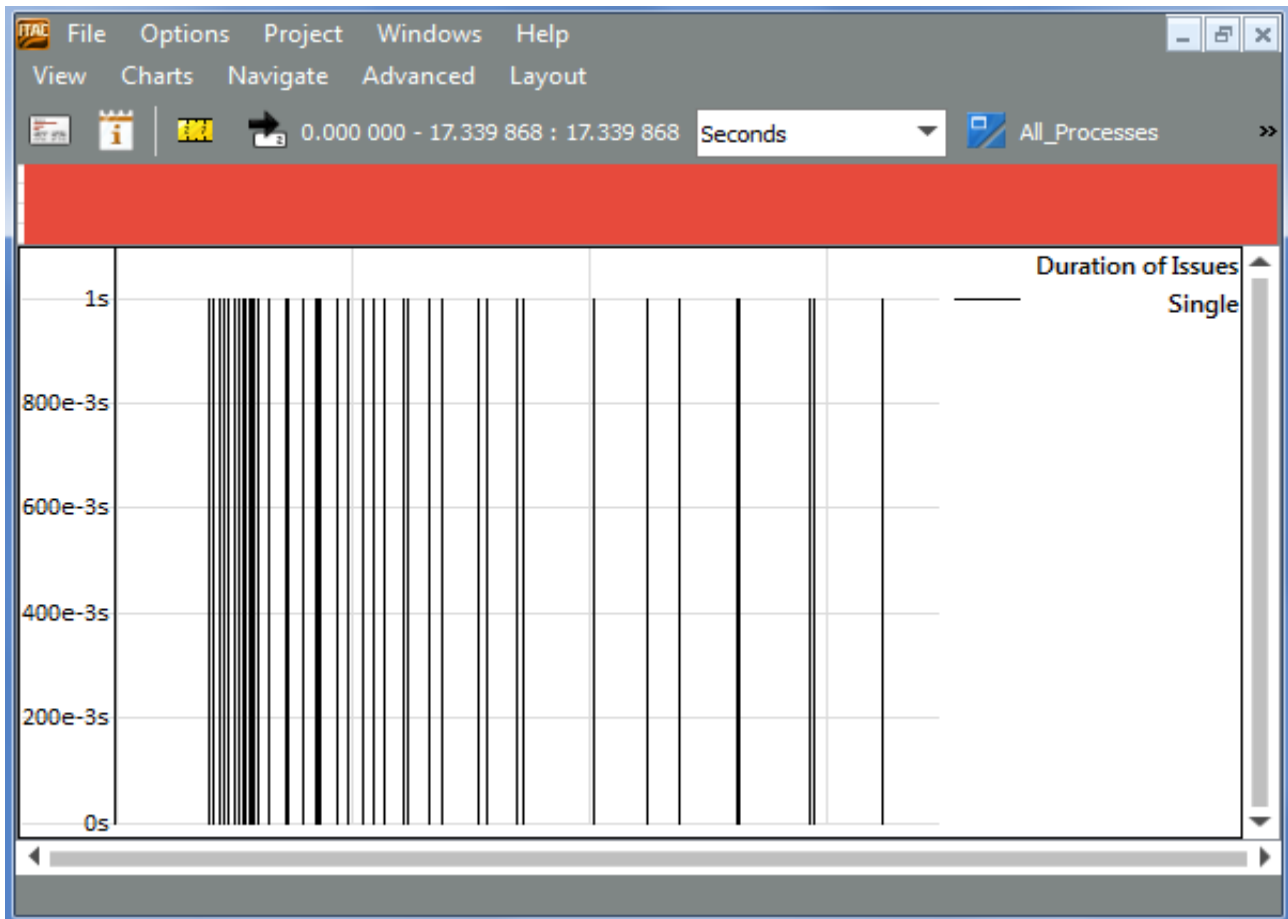 ITAC File Options Project Windows Help
View Charts Navigate Advanced Layout
0.000 000 - 17.339 868 : 17.339 868 Seconds All_Processes »
Duration of Issues
1s Single
800e-3s
600e-3s
400e-3s
200e-3s
0s